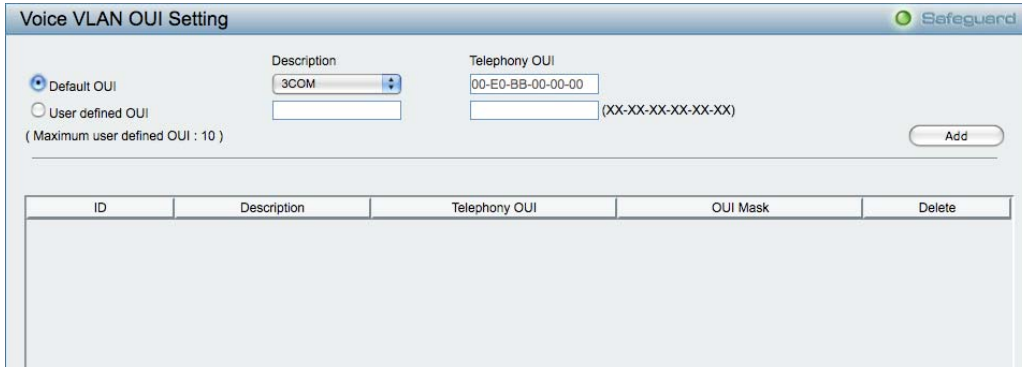 Voice VLAN OUI Setting
Safeguard
Description Telephony OUI
Default OUI 3COM 00-E0-BB-00-00-00
User defined OUI (XX-XX-XX-XX-XX-XX)
( Maximum user defined OUI : 10 )
Add
ID Description Telephony OUI OUI Mask Delete